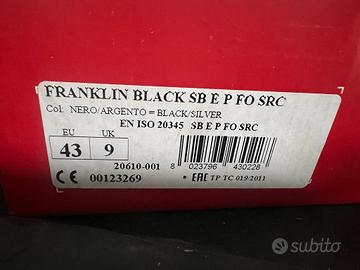 FRANKLIN BLACK SB E P FO SRC
Col: NERO/ARGENTO = BLACK/SILVER
EN ISO 20345 SB E P FO SRC
EU UK
43 9
20610-001
8 023796 430228
CE 00123269
* EAC TP TC 019/2011
subito